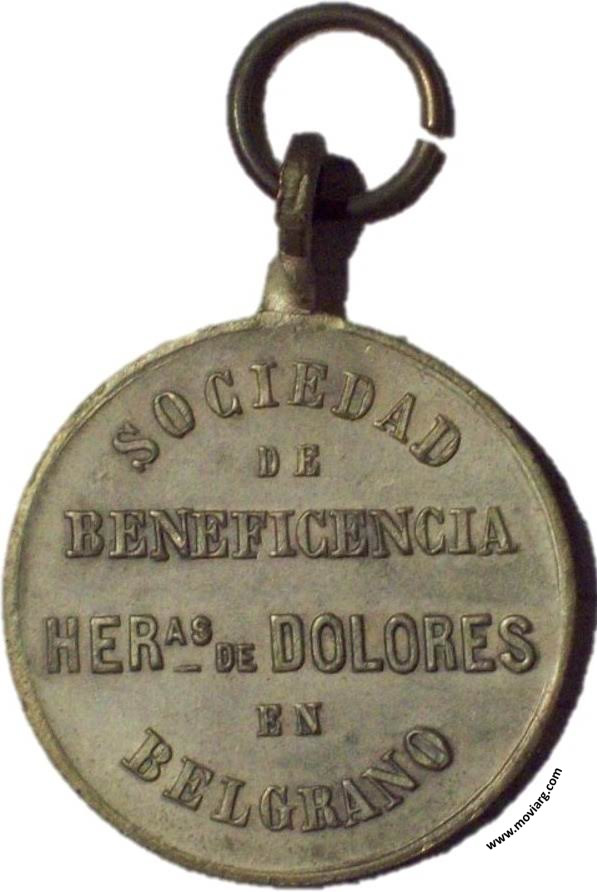 SOCIEDAD
DE
BENEFICENCIA
HERAS DE DOLORES
EN
BELGRANO
www.moviarg.com